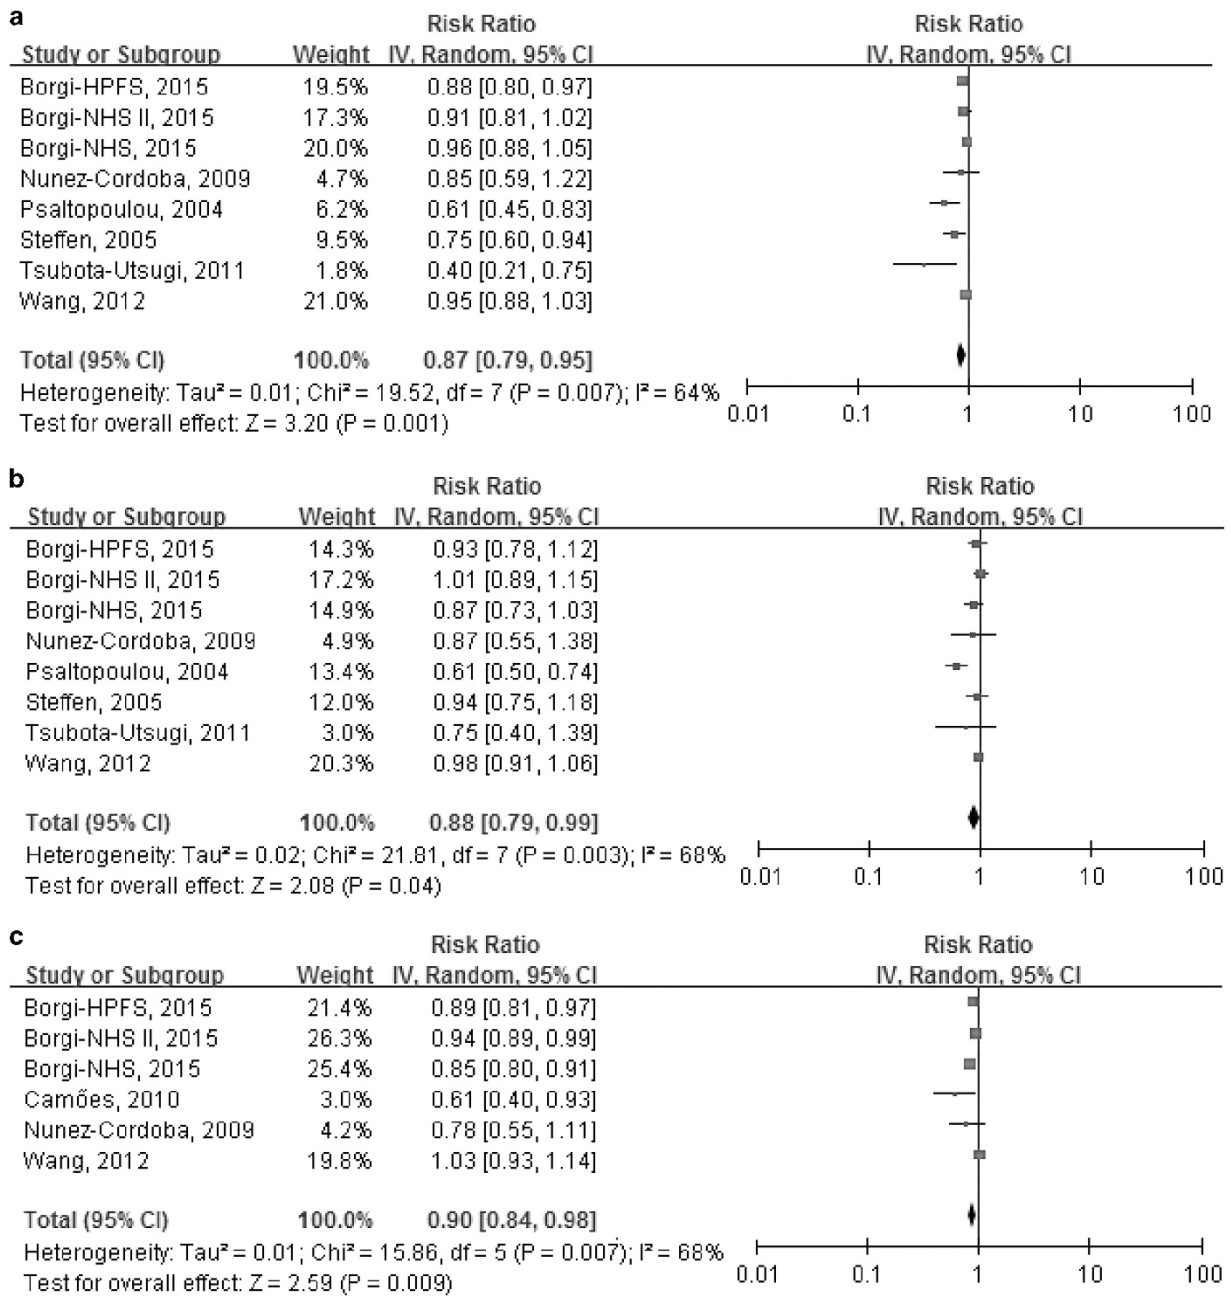 a
Risk Ratio Risk Ratio
Study or Subgroup Weight IV, Random, 95% CI IV, Random, 95% CI
Borgi-HPFS, 2015 19.5% 0.88 [0.80, 0.97]
Borgi-NHS II, 2015 17.3% 0.91 [0.81, 1.02]
Borgi-NHS, 2015 20.0% 0.96 [0.88, 1.05]
Nunez-Cordoba, 2009 4.7% 0.85 [0.59, 1.22]
Psaltopoulou, 2004 6.2% 0.61 [0.45, 0.83]
Steffen, 2005 9.5% 0.75 [0.60, 0.94]
Tsubota-Utsugi, 2011 1.8% 0.40 [0.21, 0.75]
Wang, 2012 21.0% 0.95 [0.88, 1.03]
Total (95% CI) 100.0% 0.87 [0.79, 0.95]
Heterogeneity: Tau² = 0.01; Chi² = 19.52, df = 7 (P = 0.007); I² = 64%
Test for overall effect: Z = 3.20 (P = 0.001)
0.01 0.1 1 10 100
b
Risk Ratio Risk Ratio
Study or Subgroup Weight IV, Random, 95% CI IV, Random, 95% CI
Borgi-HPFS, 2015 14.3% 0.93 [0.78, 1.12]
Borgi-NHS II, 2015 17.2% 1.01 [0.89, 1.15]
Borgi-NHS, 2015 14.9% 0.87 [0.73, 1.03]
Nunez-Cordoba, 2009 4.9% 0.87 [0.55, 1.38]
Psaltopoulou, 2004 13.4% 0.61 [0.50, 0.74]
Steffen, 2005 12.0% 0.94 [0.75, 1.18]
Tsubota-Utsugi, 2011 3.0% 0.75 [0.40, 1.39]
Wang, 2012 20.3% 0.98 [0.91, 1.06]
Total (95% CI) 100.0% 0.88 [0.79, 0.99]
Heterogeneity: Tau² = 0.02; Chi² = 21.81, df = 7 (P = 0.003); I² = 68%
Test for overall effect: Z = 2.08 (P = 0.04)
0.01 0.1 1 10 100
c
Risk Ratio Risk Ratio
Study or Subgroup Weight IV, Random, 95% CI IV, Random, 95% CI
Borgi-HPFS, 2015 21.4% 0.89 [0.81, 0.97]
Borgi-NHS II, 2015 26.3% 0.94 [0.89, 0.99]
Borgi-NHS, 2015 25.4% 0.85 [0.80, 0.91]
Camőes, 2010 3.0% 0.61 [0.40, 0.93]
Nunez-Cordoba, 2009 4.2% 0.78 [0.55, 1.11]
Wang, 2012 19.8% 1.03 [0.93, 1.14]
Total (95% CI) 100.0% 0.90 [0.84, 0.98]
Heterogeneity: Tau² = 0.01; Chi² = 15.86, df = 5 (P = 0.007); I² = 68%
Test for overall effect: Z = 2.59 (P = 0.009)
0.01 0.1 1 10 100